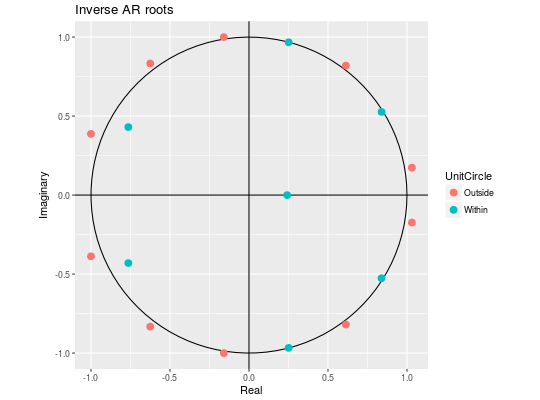 Inverse AR roots
1.0
0.5
0.0
-0.5
-1.0
Imaginary
-1.0 -0.5 0.0 0.5 1.0
Real
UnitCircle
Outside
Within